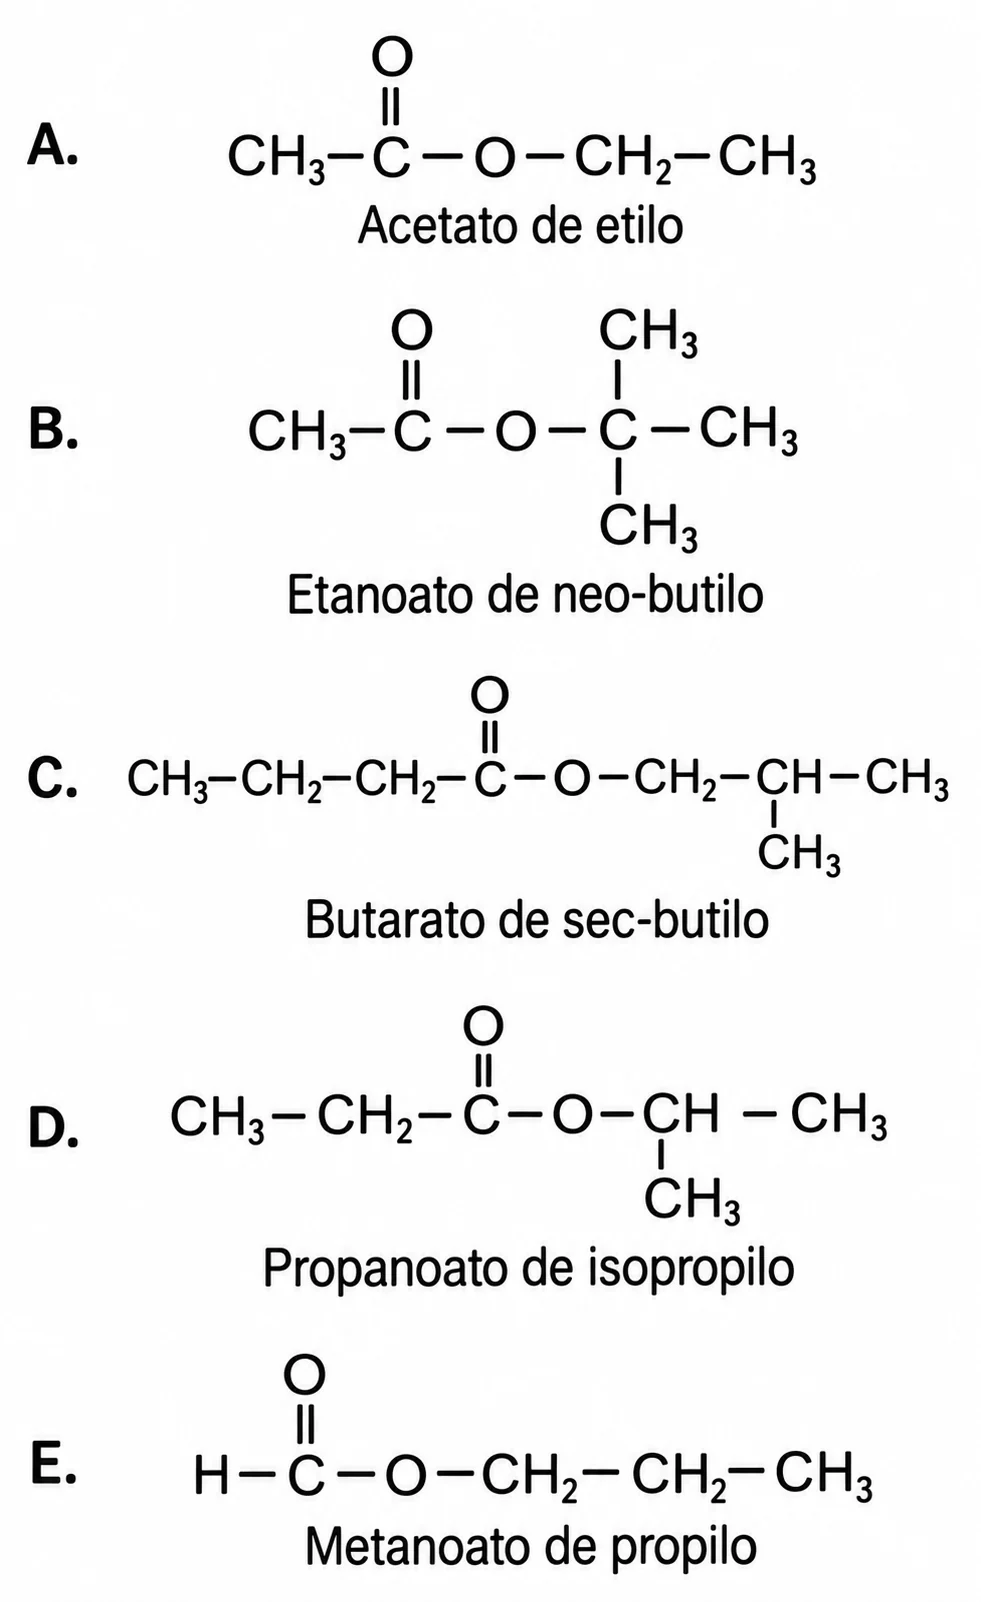 O
||
A. CH₃–C–O–CH₂–CH₃
Acetato de etilo
O CH₃
|| |
B. CH₃–C–O–C–CH₃
|
CH₃
Etanoato de neo-butilo
O
||
C. CH₃–CH₂–CH₂–C–O–CH₂–CH–CH₃
|
CH₃
Butarato de sec-butilo
O
||
D. CH₃–CH₂–C–O–CH–CH₃
|
CH₃
Propanoato de isopropilo
O
||
E. H–C–O–CH₂–CH₂–CH₃
Metanoato de propilo